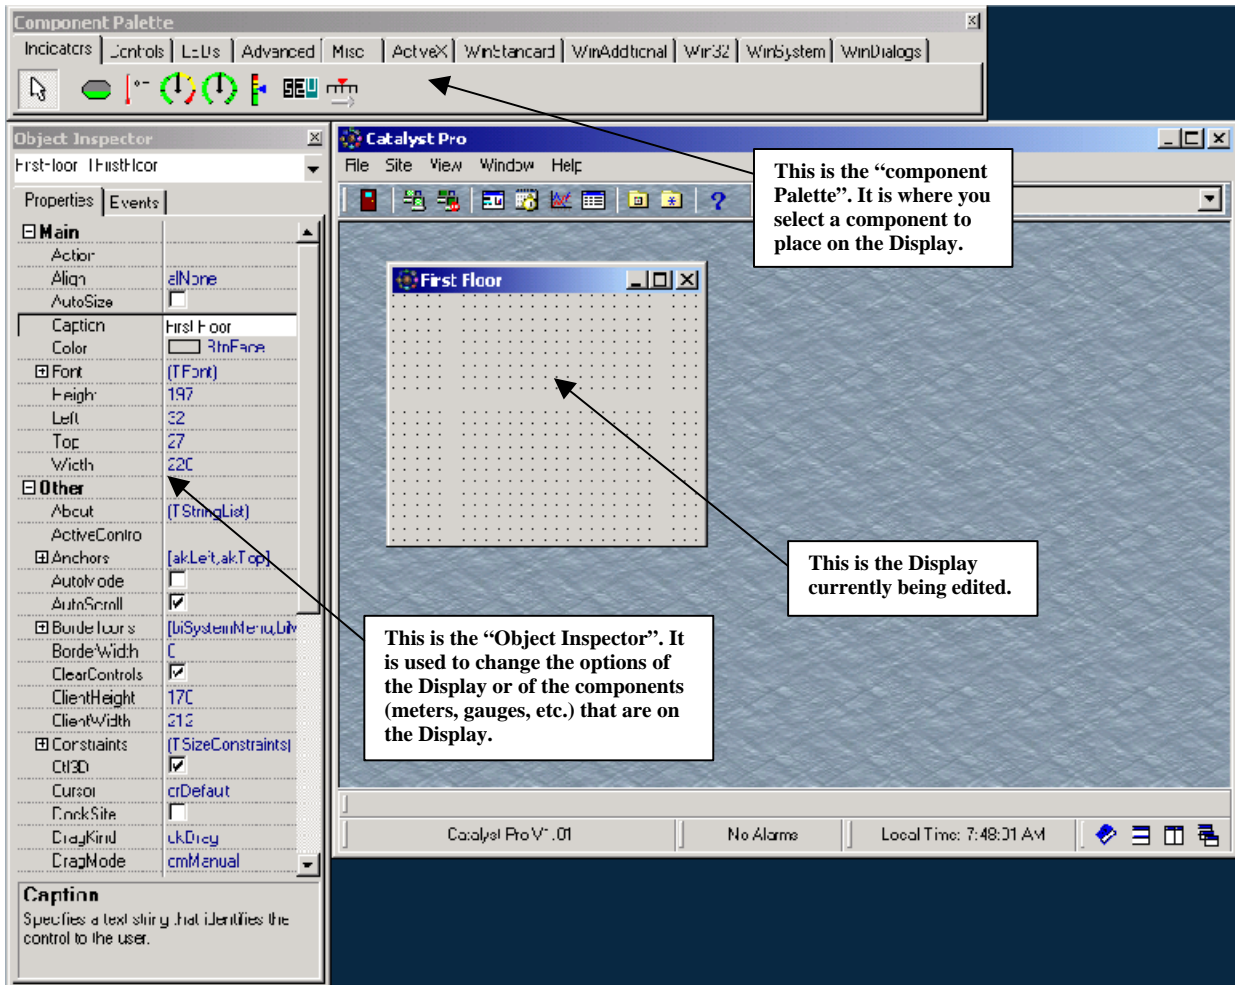 Component Palette
Indicators Controls LEDs Advanced Misc ActiveX WinStandard WinAdditional Win32 WinSystem WinDialogs
Object Inspector
FirstFloor TFirstFloor
Properties Events
Main
Action
Align alNone
AutoSize
Caption First Floor
Color BtnFace
Font (TFont)
Height 197
Left 32
Top 27
Width 220
Other
About (TStringList)
ActiveContro
Anchors [akLeft,akTop]
AutoMode
AutoScroll
BorderIcons [biSystemMenu,biM
BorderWidth 0
ClearControls
ClientHeight 170
ClientWidth 212
Constraints (TSizeConstraints)
Ctl3D
Cursor crDefault
DockSite
DragKind dkDrag
DragMode dmManual
Caption
Specifies a text string that identifies the
control to the user.
Catalyst Pro
File Site View Window Help
First Floor
This is the “component
Palette”. It is where you
select a component to
place on the Display.
This is the Display
currently being edited.
This is the “Object Inspector”. It
is used to change the options of
the Display or of the components
(meters, gauges, etc.) that are on
the Display.
Catalyst Pro V1.01 No Alarms Local Time: 7:48:01 AM